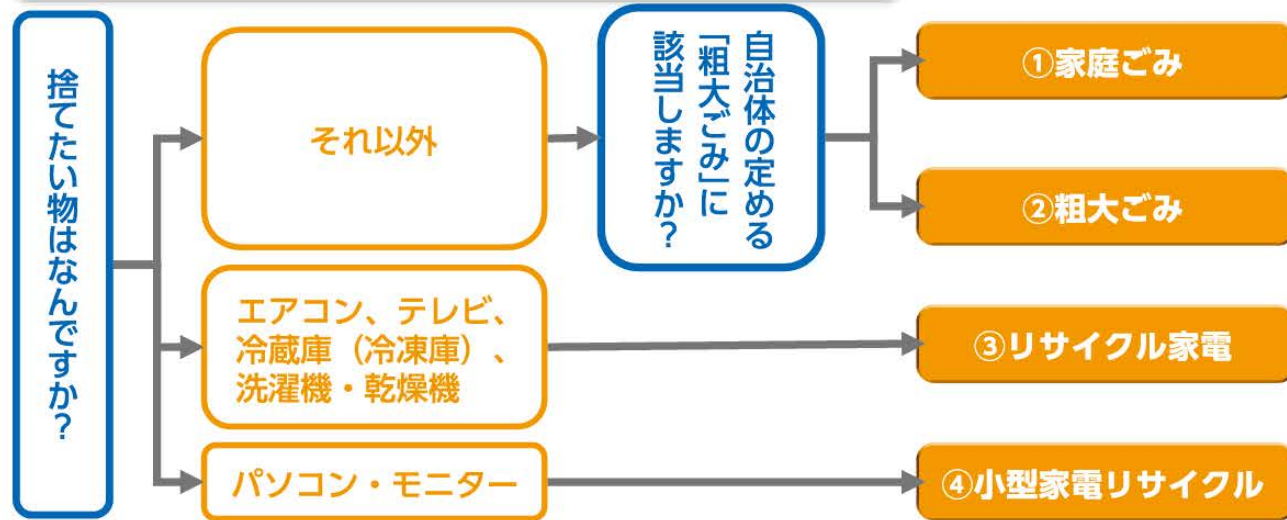 捨てたい物はなんですか？
それ以外
自治体の定める
「粗大ごみ」に
該当しますか？
①家庭ごみ
②粗大ごみ
エアコン、テレビ、
冷蔵庫（冷凍庫）、
洗濯機・乾燥機
③リサイクル家電
パソコン・モニター
④小型家電リサイクル